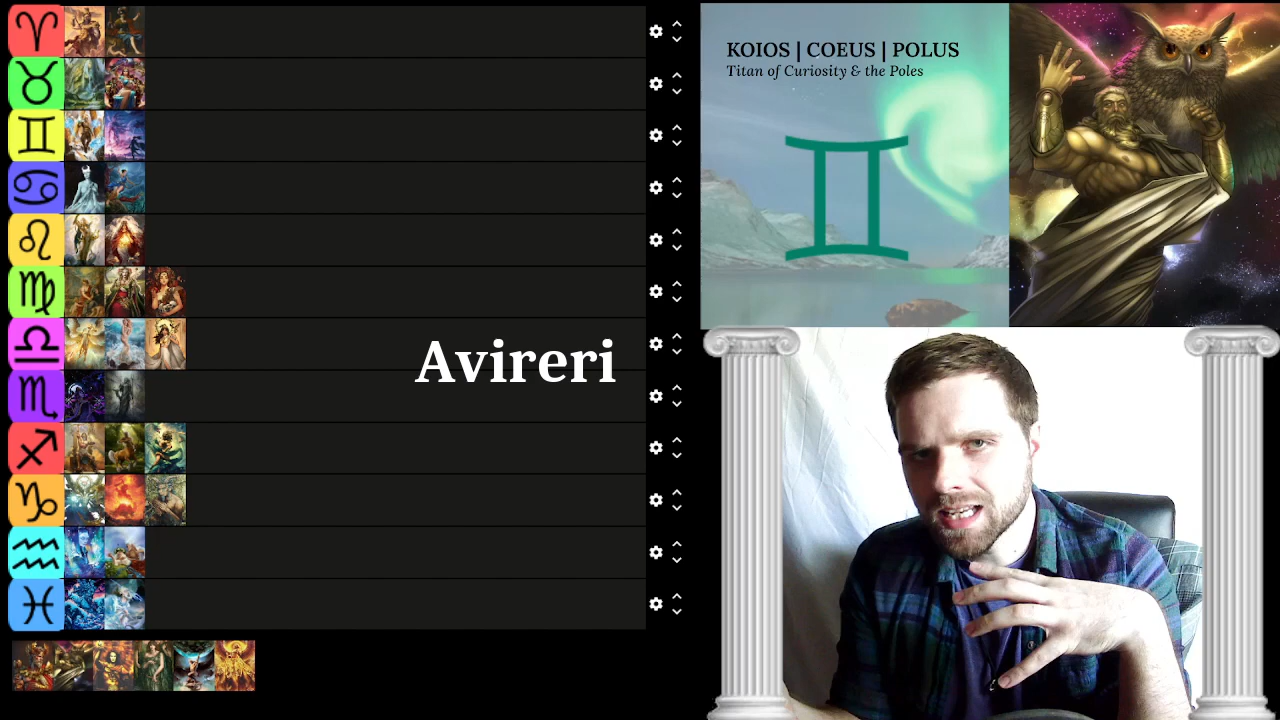 KOIOS | COEUS | POLUS
Titan of Curiosity & the Poles
Avireri